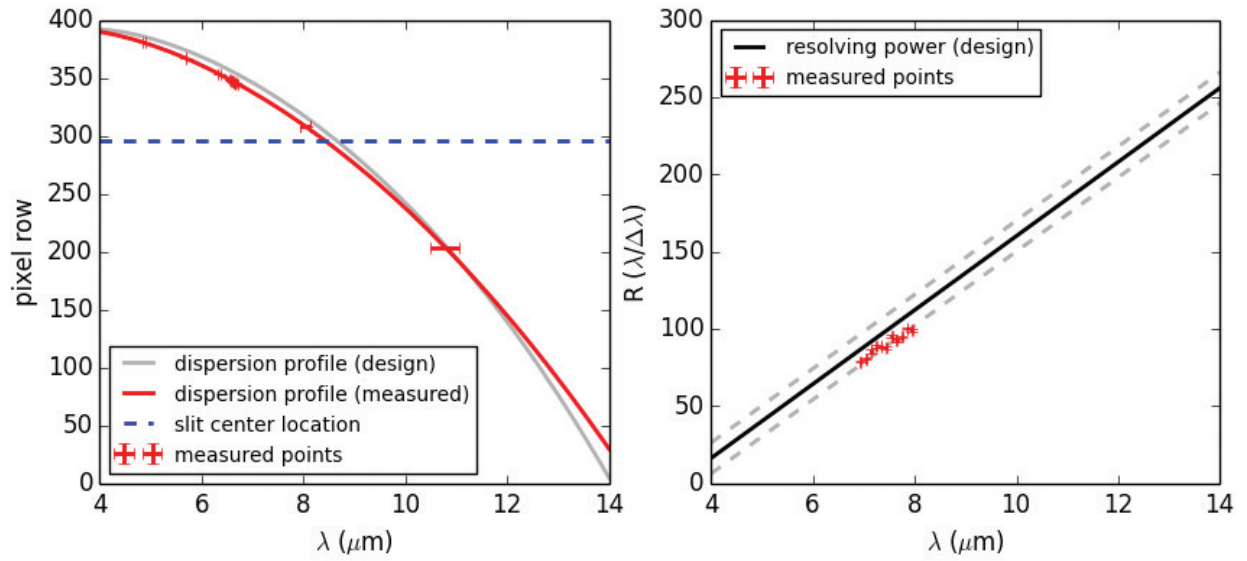 400
350
300
250
200
150
100
50
0
pixel row
dispersion profile (design)
dispersion profile (measured)
slit center location
measured points
4
6
8
10
12
14
λ (μm)
300
250
200
150
100
50
0
R (λ/Δλ)
resolving power (design)
measured points
4
6
8
10
12
14
λ (μm)